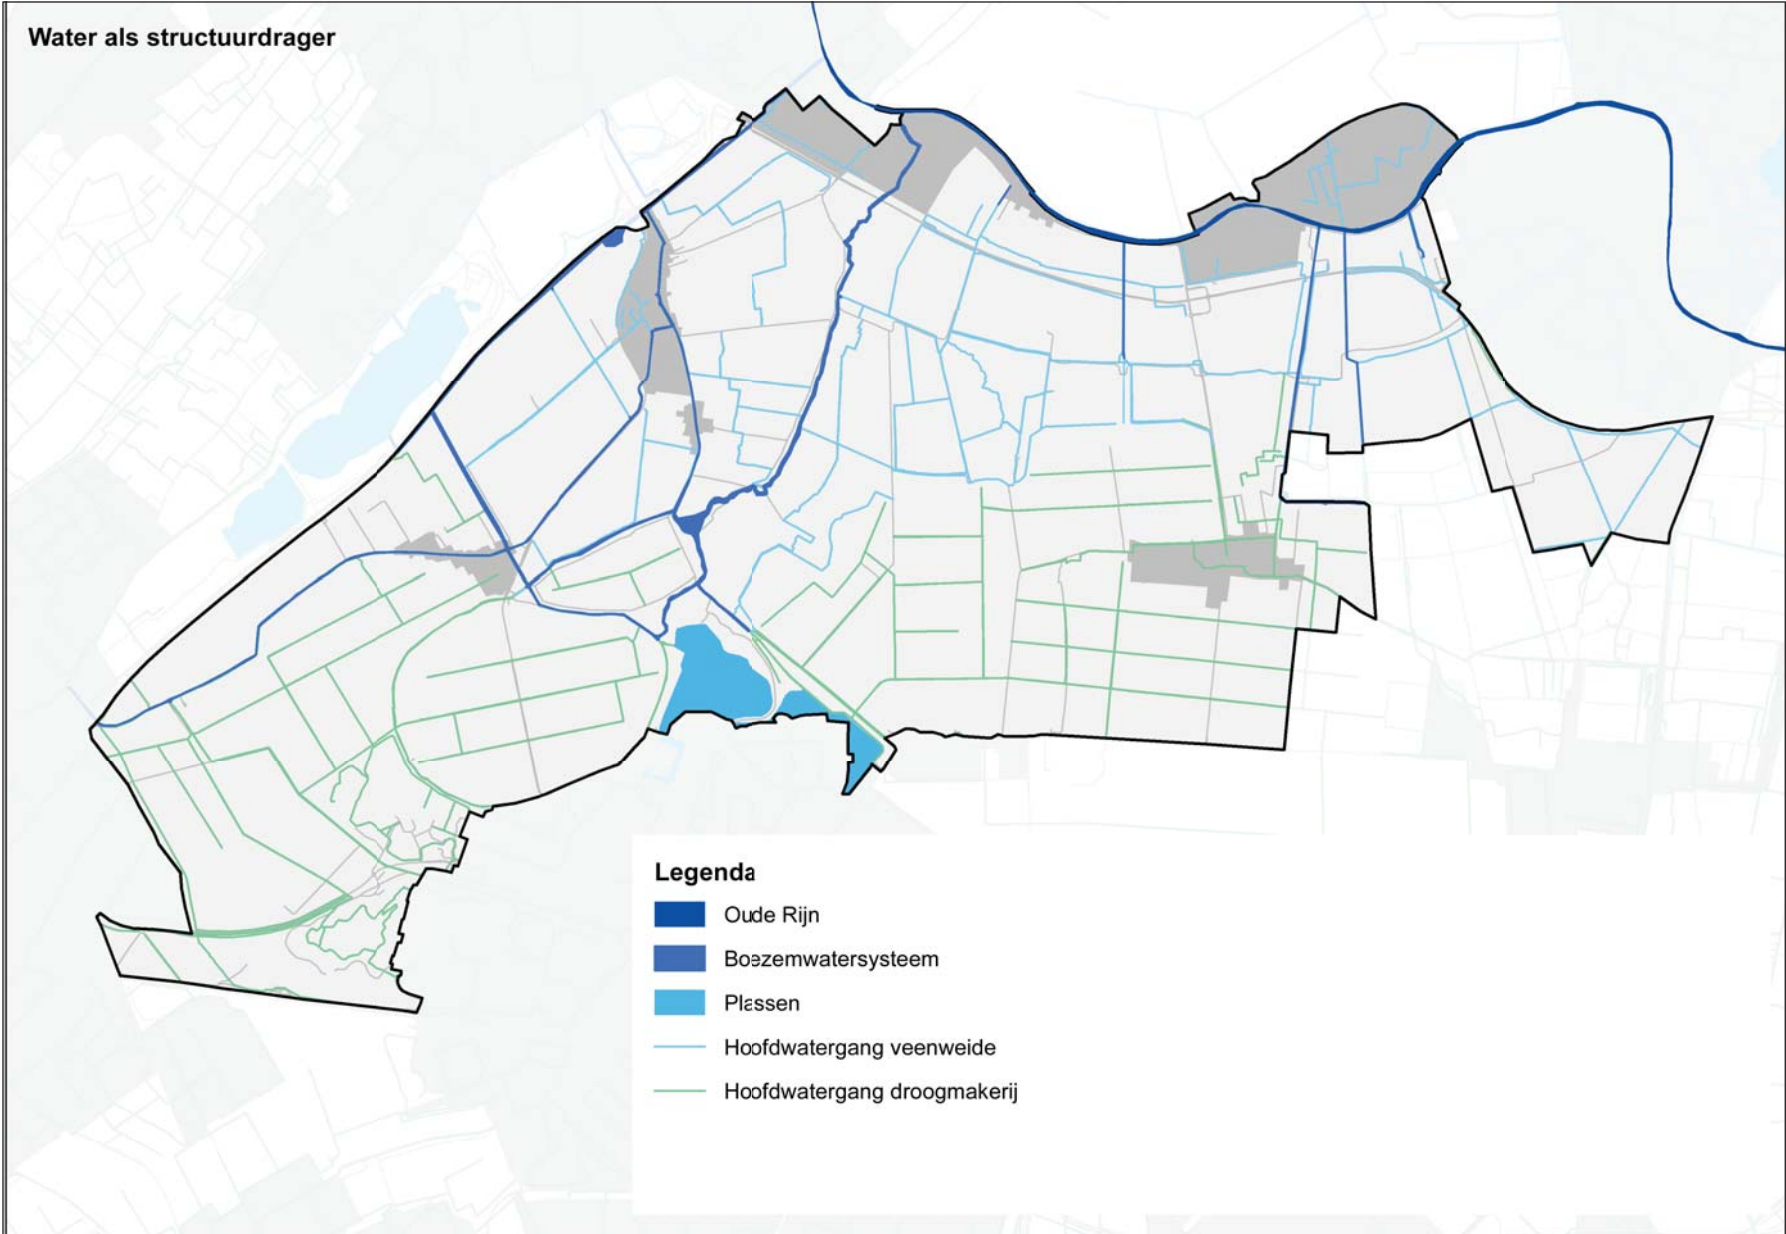 Water als structuurdrager
Legenda
Oude Rijn
Boezemwatersysteem
Plassen
Hoofdwatergang veenweide
Hoofdwatergang droogmakerij